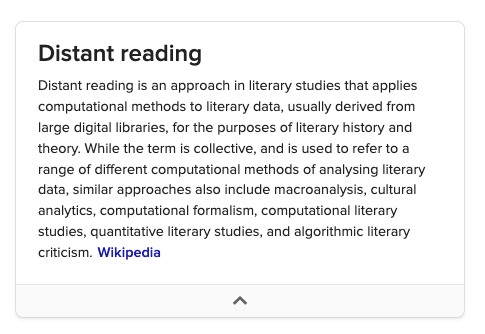 Distant reading
Distant reading is an approach in literary studies that applies
computational methods to literary data, usually derived from
large digital libraries, for the purposes of literary history and
theory. While the term is collective, and is used to refer to a
range of different computational methods of analysing literary
data, similar approaches also include macroanalysis, cultural
analytics, computational formalism, computational literary
studies, quantitative literary studies, and algorithmic literary
criticism. Wikipedia